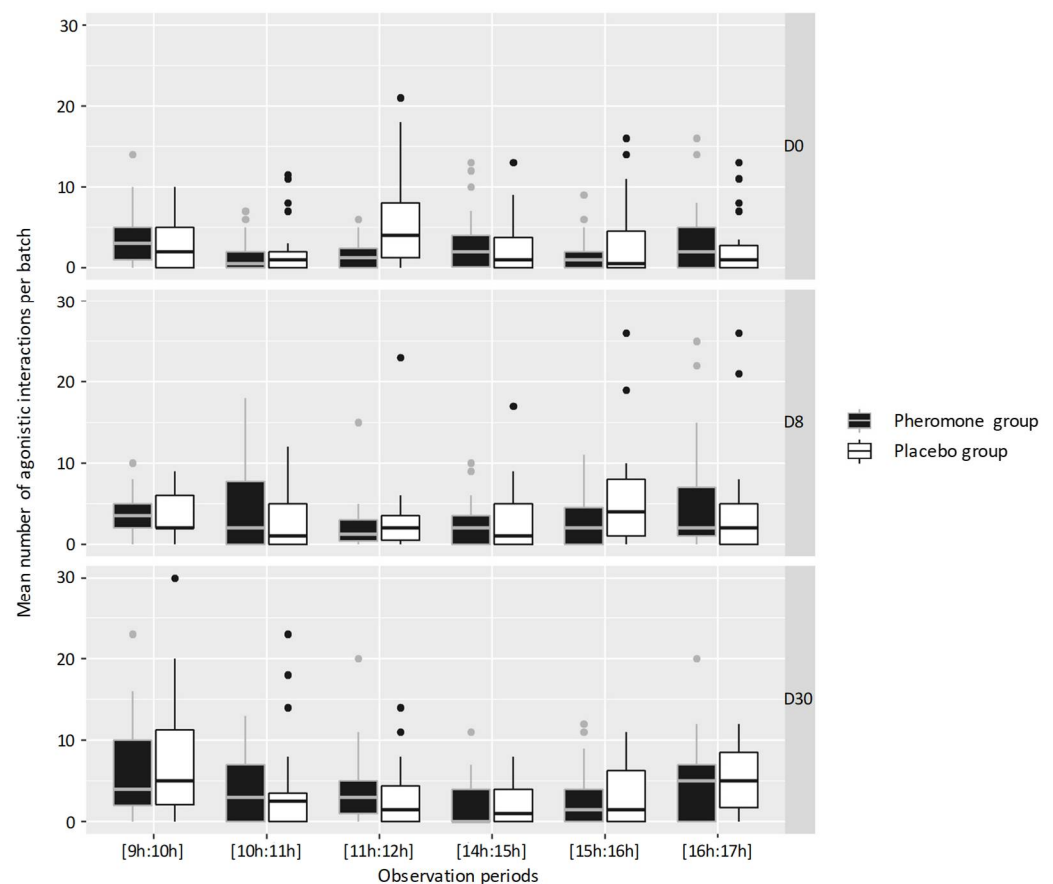 Mean number of agonistic interactions per batch
30
20
10
0
D0
30
20
10
0
D8
30
20
10
0
D30
[9h:10h] [10h:11h] [11h:12h] [14h:15h] [15h:16h] [16h:17h]
Observation periods
Pheromone group
Placebo group